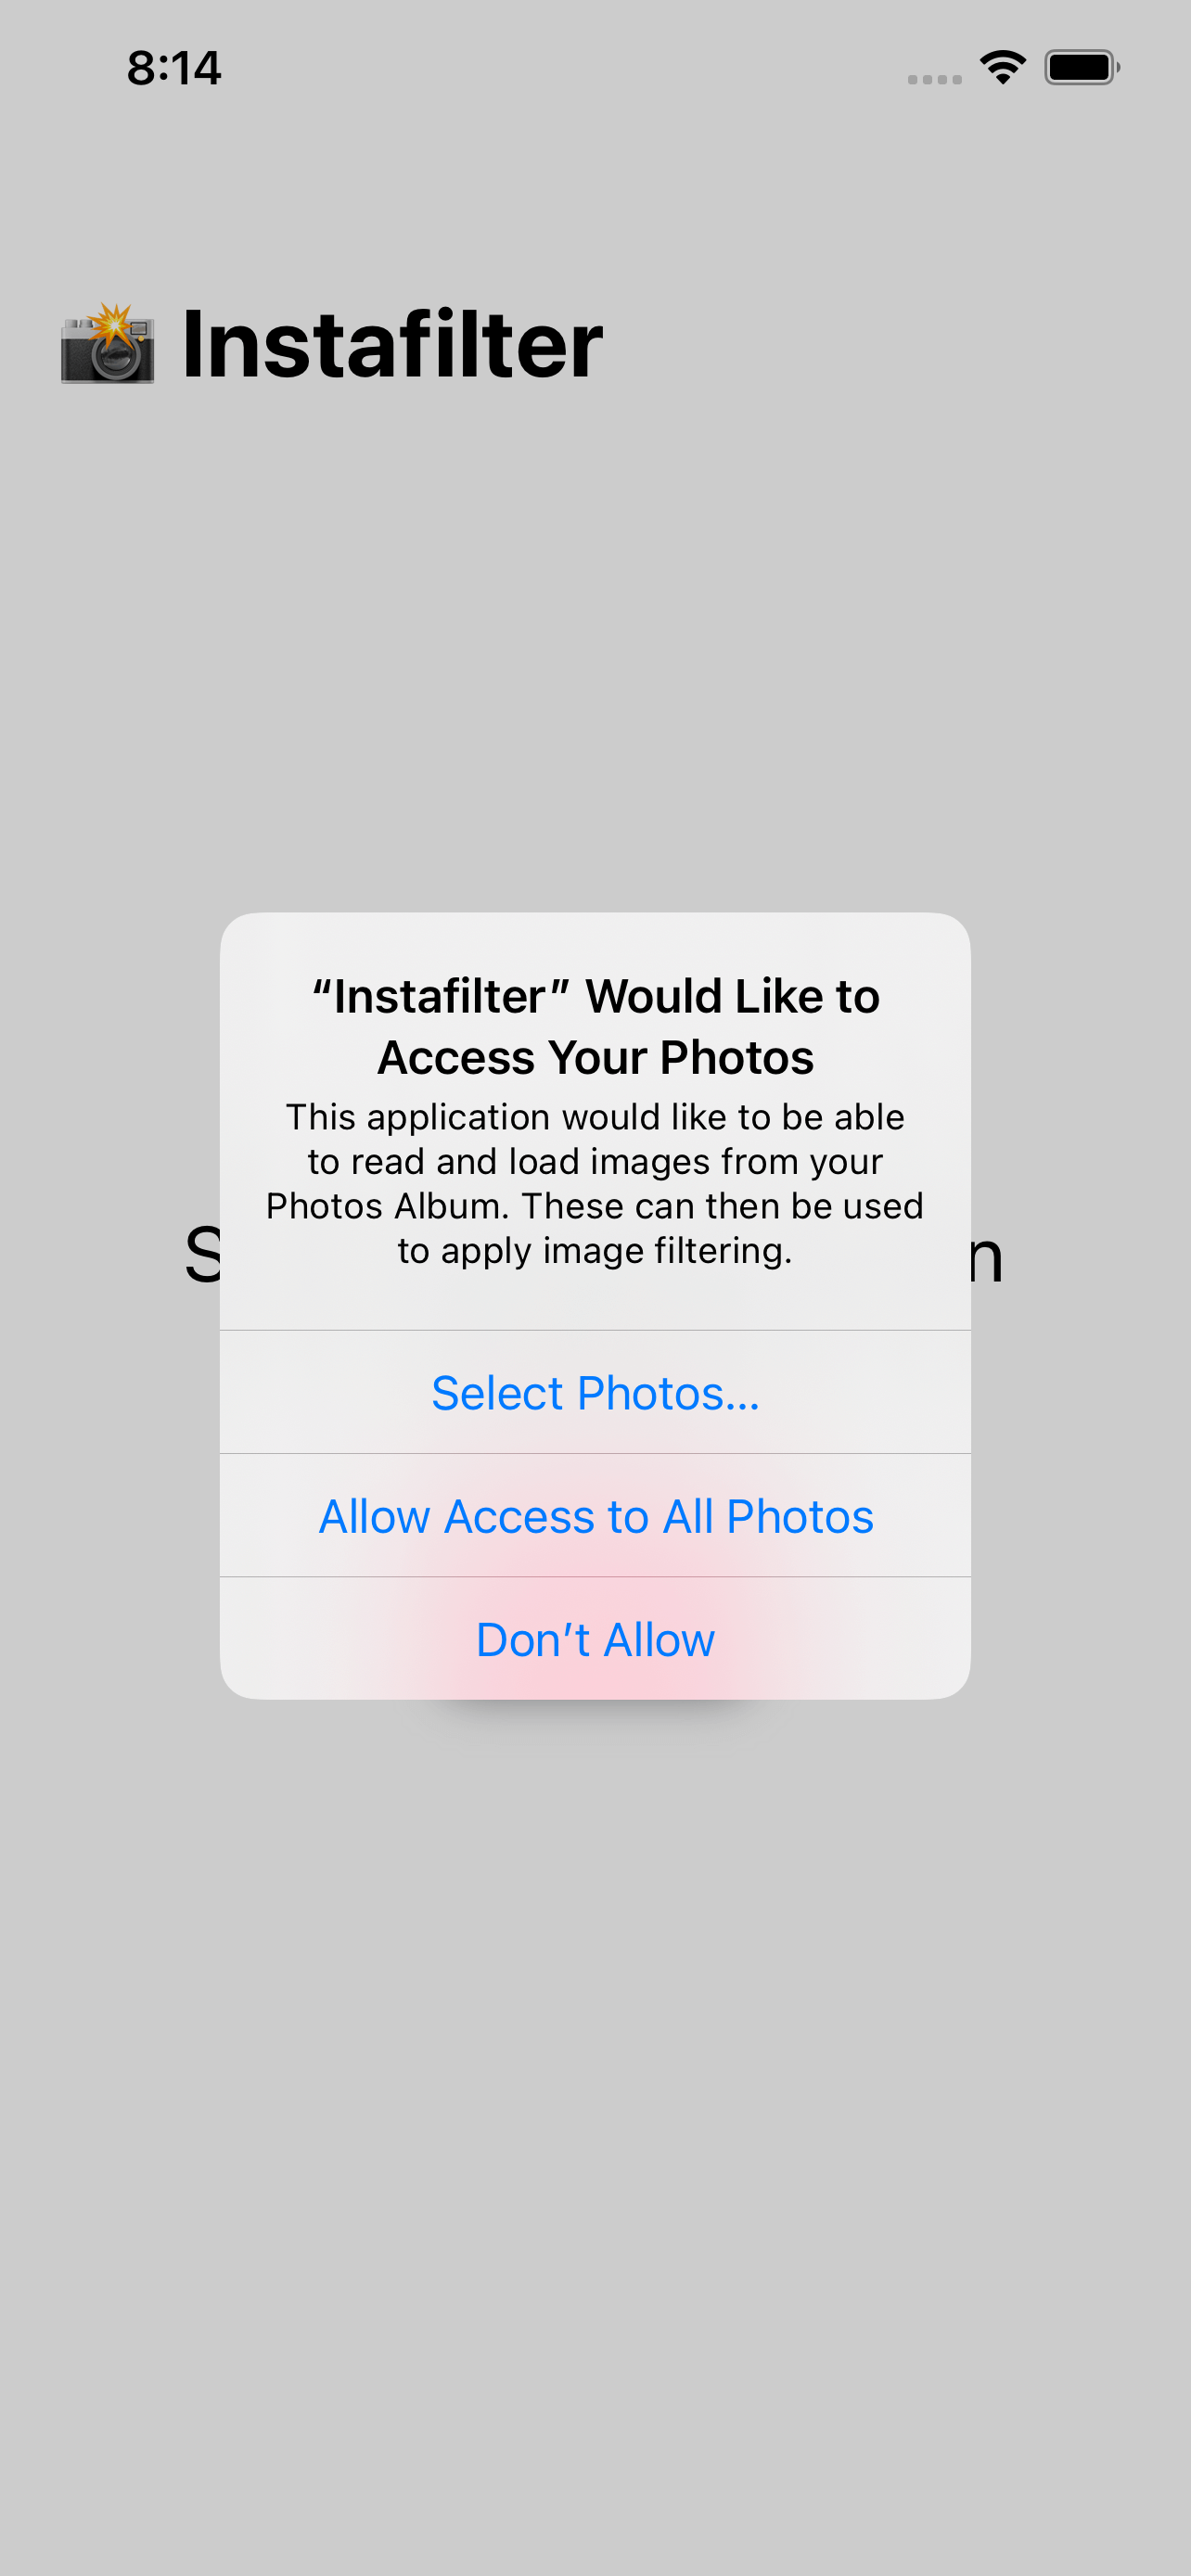 8:14
Instafilter
“Instafilter” Would Like to
Access Your Photos
This application would like to be able
to read and load images from your
Photos Album. These can then be used
to apply image filtering.
Select Photos...
Allow Access to All Photos
Don’t Allow